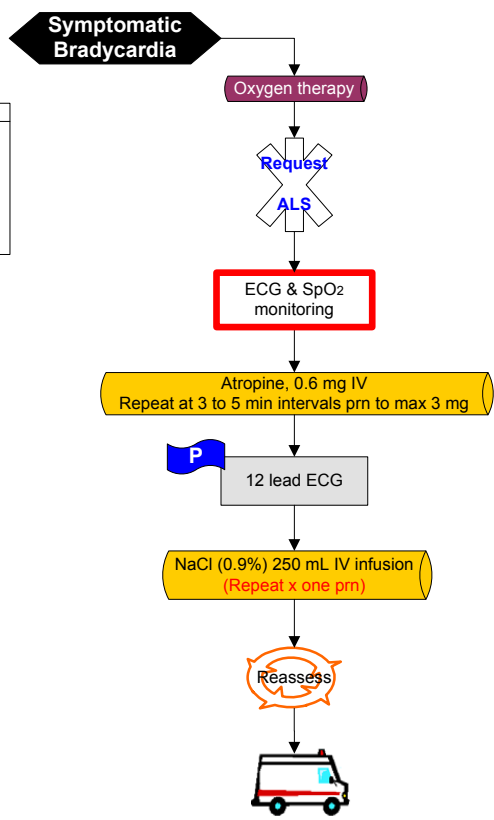 Symptomatic
Bradycardia
Oxygen therapy
Request
ALS
ECG & SpO2
monitoring
Atropine, 0.6 mg IV
Repeat at 3 to 5 min intervals prn to max 3 mg
P
12 lead ECG
NaCl (0.9%) 250 mL IV infusion
(Repeat x one prn)
Reassess